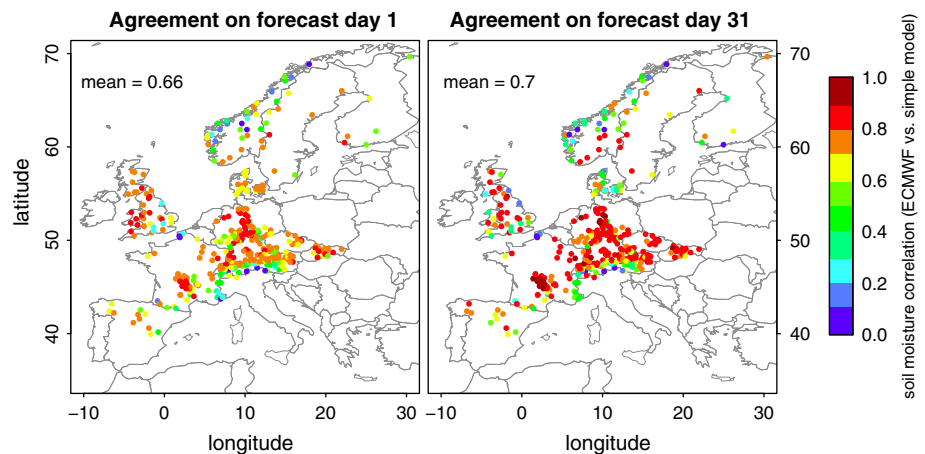 Agreement on forecast day 1
Agreement on forecast day 31
mean = 0.66
mean = 0.7
latitude
70
60
50
40
−10 0 10 20 30
longitude
−10 0 10 20 30
longitude
70
60
50
40
1.0
0.8
0.6
0.4
0.2
0.0
soil moisture correlation (ECMWF vs. simple model)